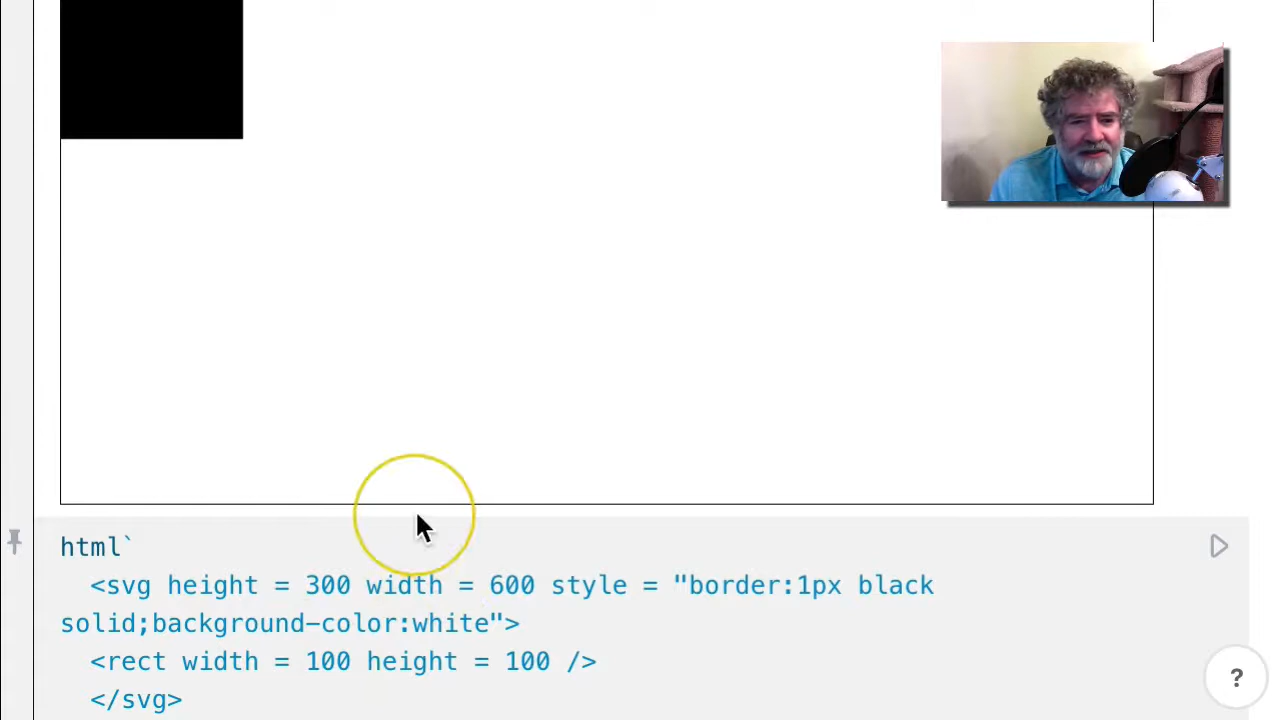 html`
<svg height = 300 width = 600 style = "border:1px black
solid;background-color:white">
<rect width = 100 height = 100 />
</svg>
?